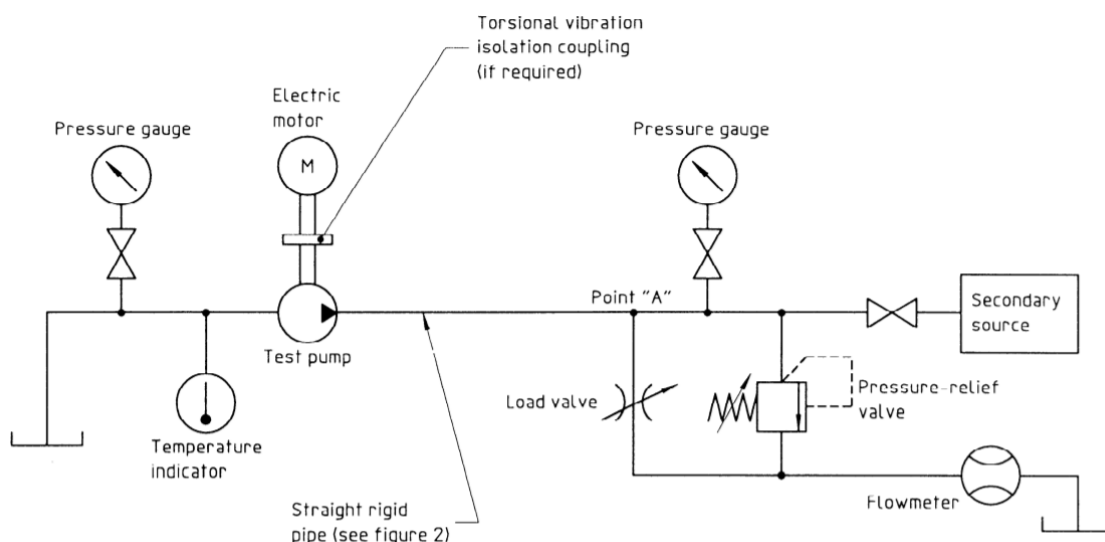 Torsional vibration
isolation coupling
(if required)
Electric
motor
Pressure gauge
Pressure gauge
M
Point "A"
Secondary
source
Test pump
Load valve
Pressure-relief
valve
Temperature
indicator
Flowmeter
Straight rigid
pipe (see figure 2)